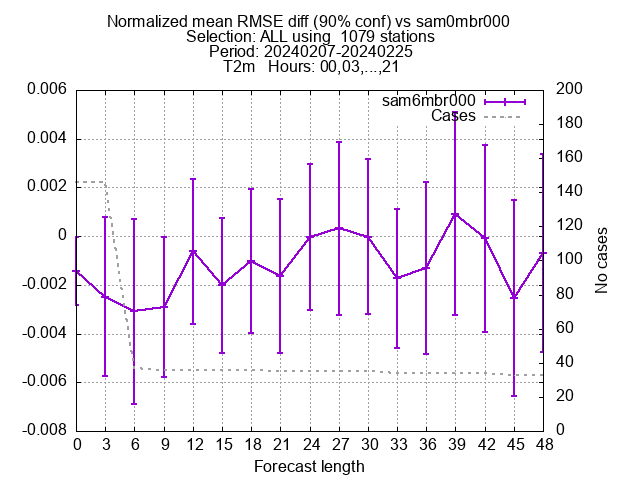 Normalized mean RMSE diff (90% conf) vs sam0mbr000
Selection: ALL using  1079 stations
Period: 20240207-20240225
T2m   Hours: 00,03,...,21
sam6mbr000
Cases
0.006
0.004
0.002
0
-0.002
-0.004
-0.006
-0.008
200
180
160
140
120
100
80
60
40
20
0
No cases
0 3 6 9 12 15 18 21 24 27 30 33 36 39 42 45 48
Forecast length